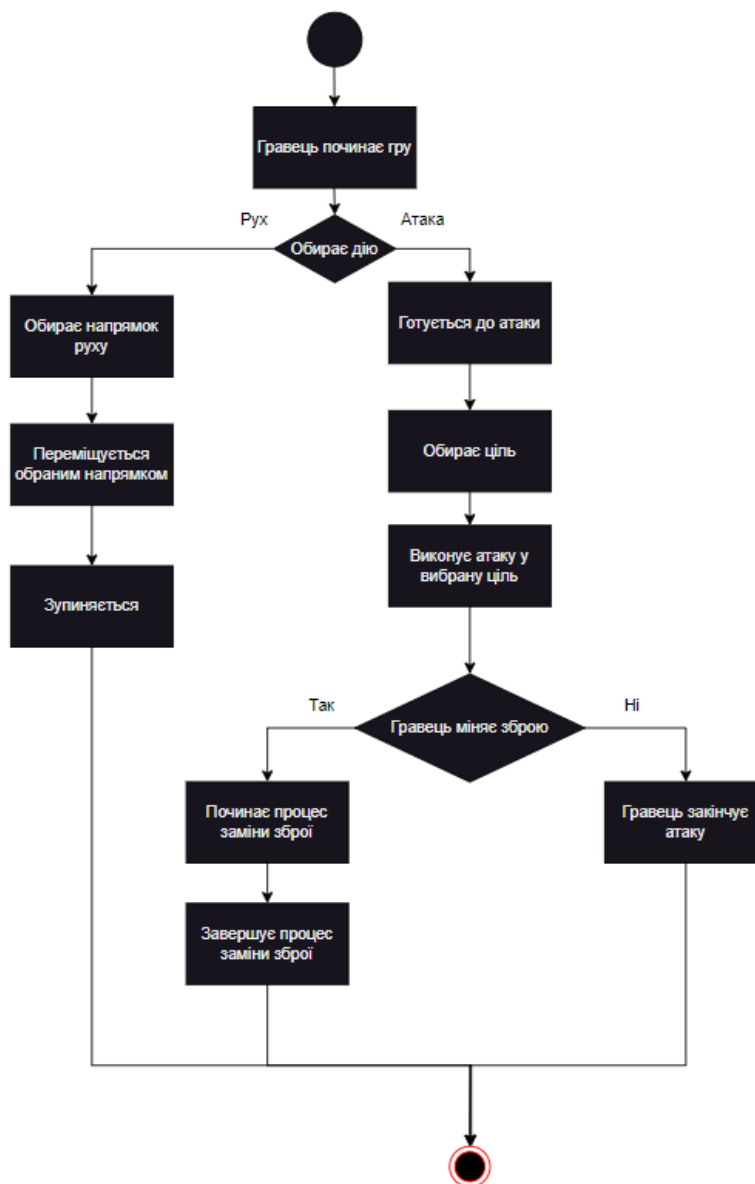 Гравець починає гру
Рух
Атака
Обирає дію
Обирає напрямок
руху
Готується до атаки
Переміщується
обраним напрямком
Обирає ціль
Виконує атаку у
вибрану ціль
Зупиняється
Так
Ні
Гравець міняє зброю
Починає процес
заміни зброї
Гравець закінчує
атаку
Завершує процес
заміни зброї